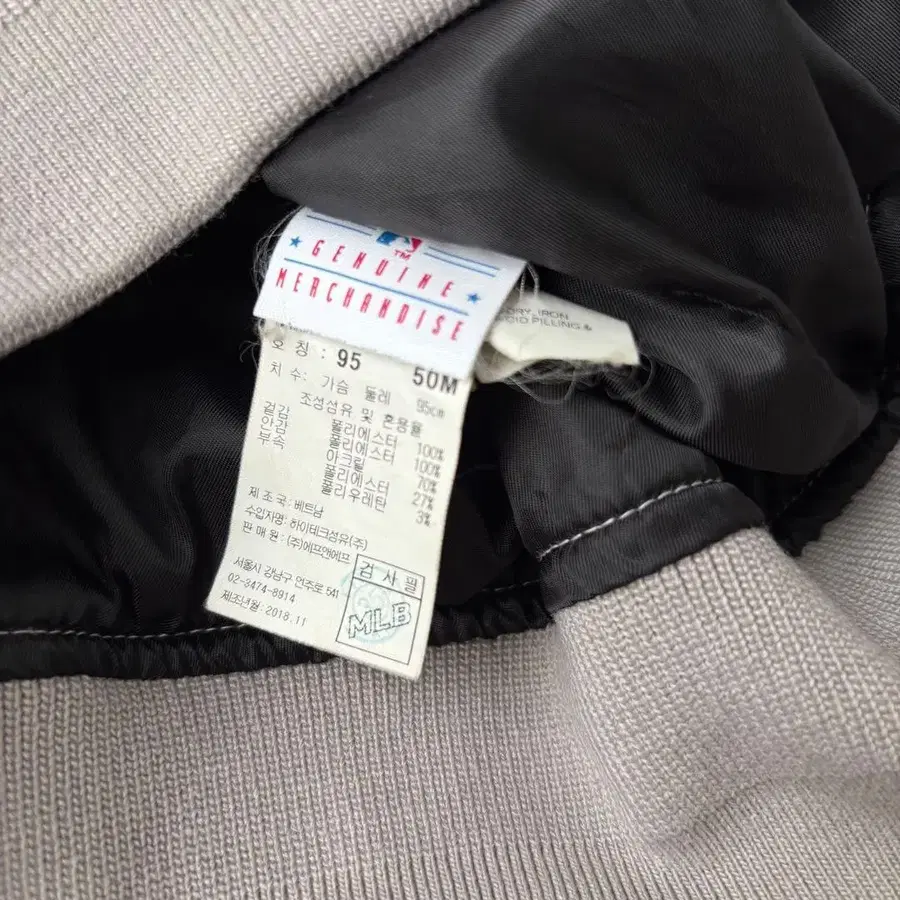 TM
GENUINE
MERCHANDISE
DRY, IRON
PILLING &
호 칭 : 95 50M
치 수: 가슴 둘레 95cm
조성섬유 및 혼용율
겉감 폴리에스터 100%
안감 폴리에스터 100%
부속 아크릴 70%
폴리에스터 27%
폴리우레탄 3%
제 조 국 : 베트남
수입자명: 하이테크섬유(주)
판 매 원 : (주)에프앤에프
서울시 강남구 언주로 541
02-3474-8914
제조년월 : 2018.11
검 사 필
MLB